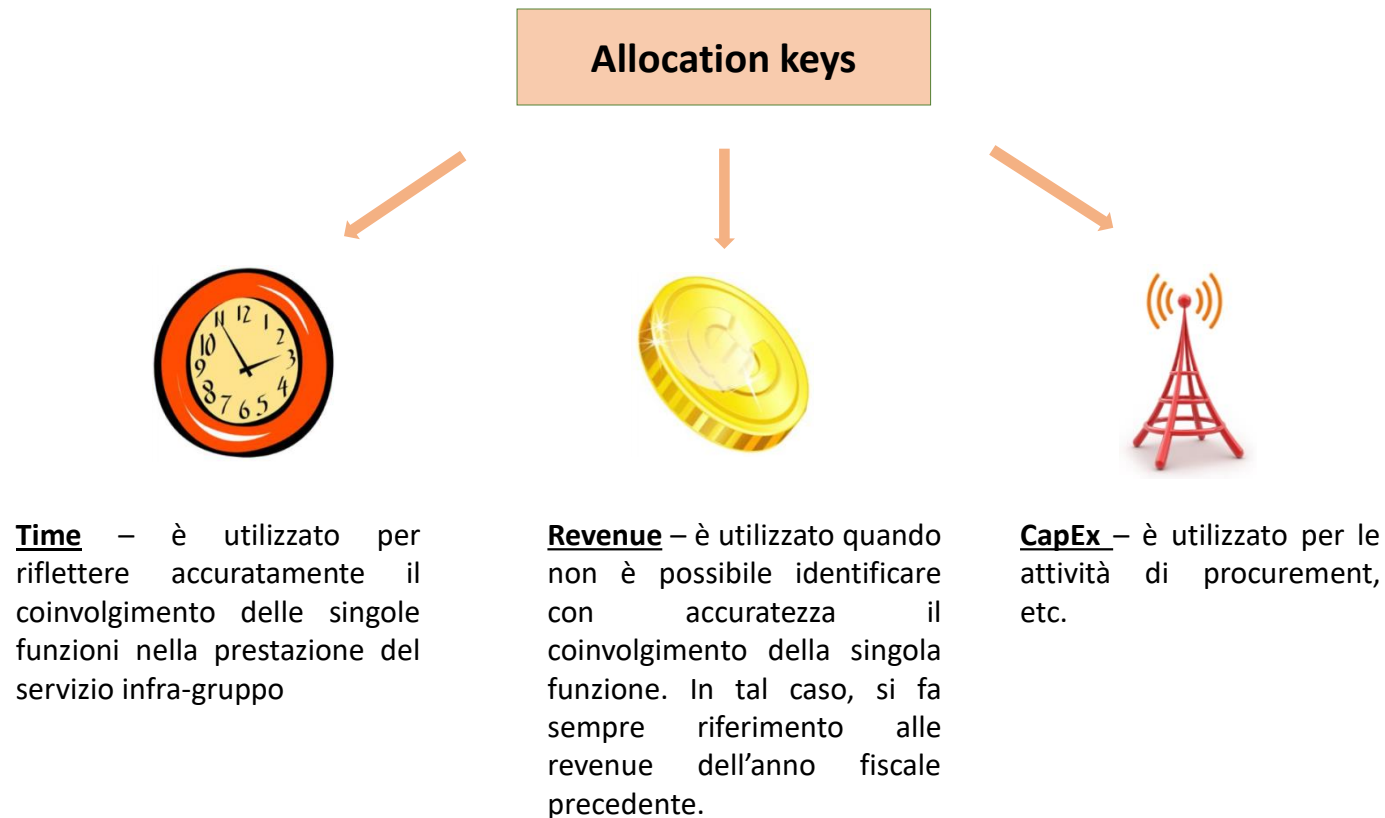 Allocation keys
Time – è utilizzato per
riflettere accuratamente il
coinvolgimento delle singole
funzioni nella prestazione del
servizio infra-gruppo
Revenue – è utilizzato quando
non è possibile identificare
con accuratezza il
coinvolgimento della singola
funzione. In tal caso, si fa
sempre riferimento alle
revenue dell’anno fiscale
precedente.
CapEx – è utilizzato per le
attività di procurement,
etc.